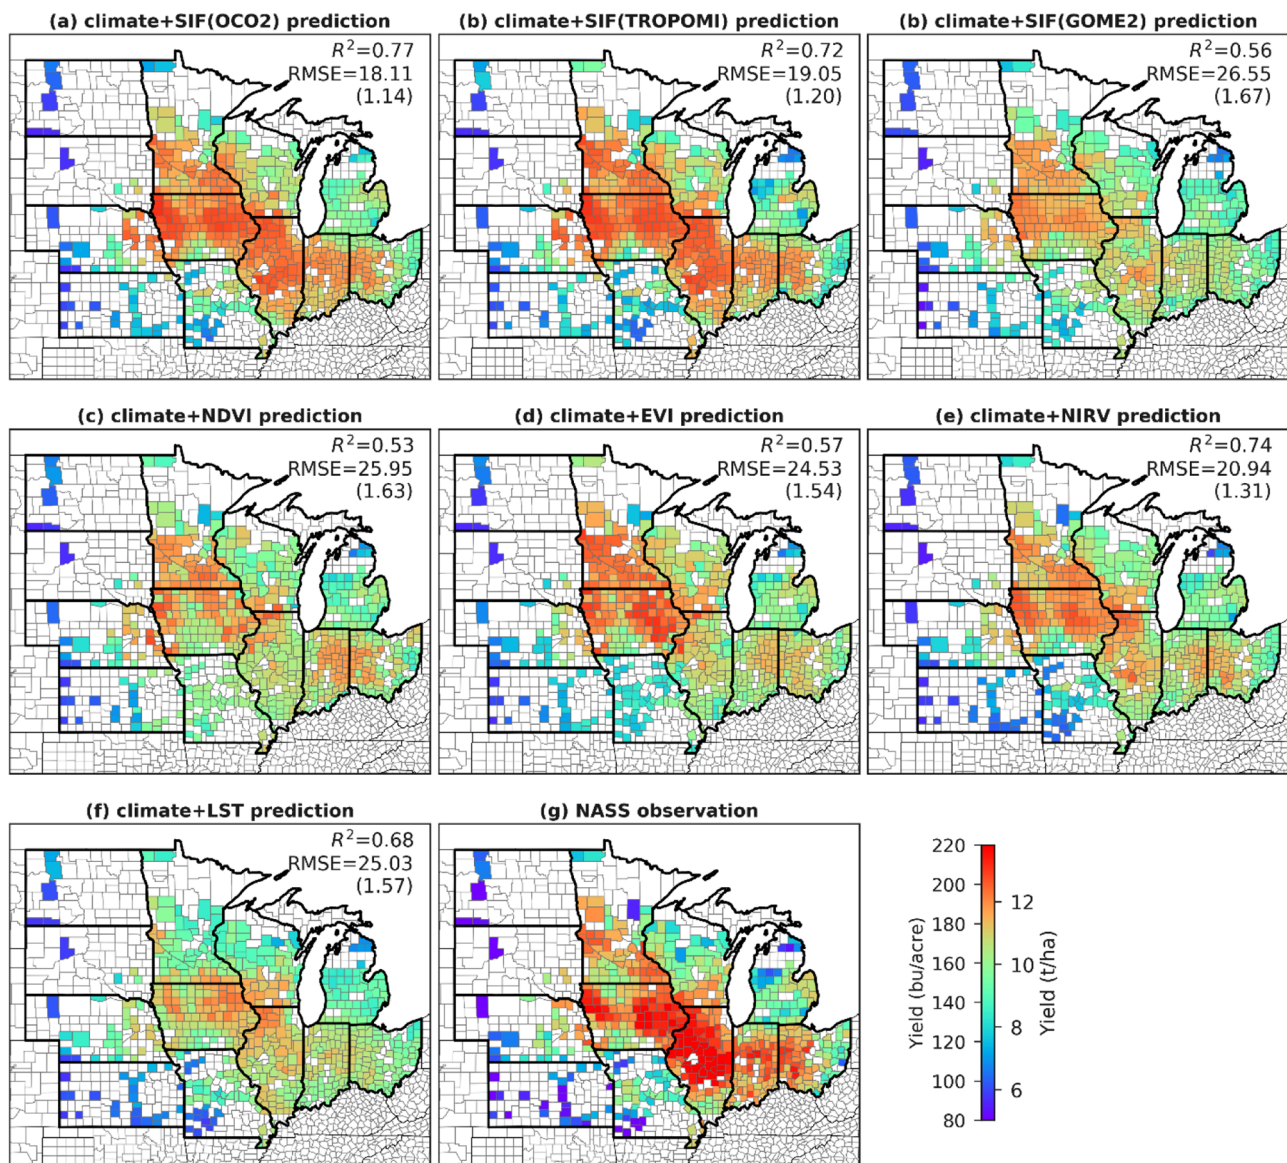 (a) climate+SIF(OCO2) prediction
R²=0.77
RMSE=18.11
(1.14)
(b) climate+SIF(TROPOMI) prediction
R²=0.72
RMSE=19.05
(1.20)
(b) climate+SIF(GOME2) prediction
R²=0.56
RMSE=26.55
(1.67)
(c) climate+NDVI prediction
R²=0.53
RMSE=25.95
(1.63)
(d) climate+EVI prediction
R²=0.57
RMSE=24.53
(1.54)
(e) climate+NIRV prediction
R²=0.74
RMSE=20.94
(1.31)
(f) climate+LST prediction
R²=0.68
RMSE=25.03
(1.57)
(g) NASS observation
Yield (bu/acre)
220
200
180
160
140
120
100
80
12
10
8
6
Yield (t/ha)